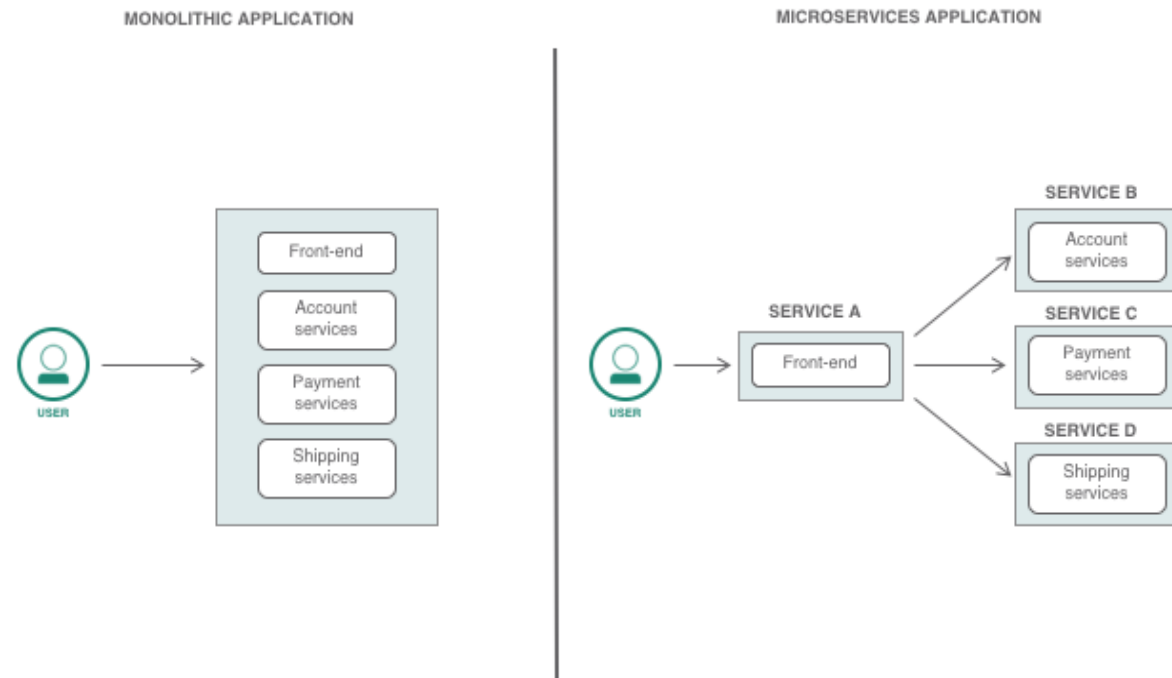 MONOLITHIC APPLICATION
Front-end
Account
services
Payment
services
Shipping
services
USER
MICROSERVICES APPLICATION
USER
SERVICE A
Front-end
SERVICE B
Account
services
SERVICE C
Payment
services
SERVICE D
Shipping
services